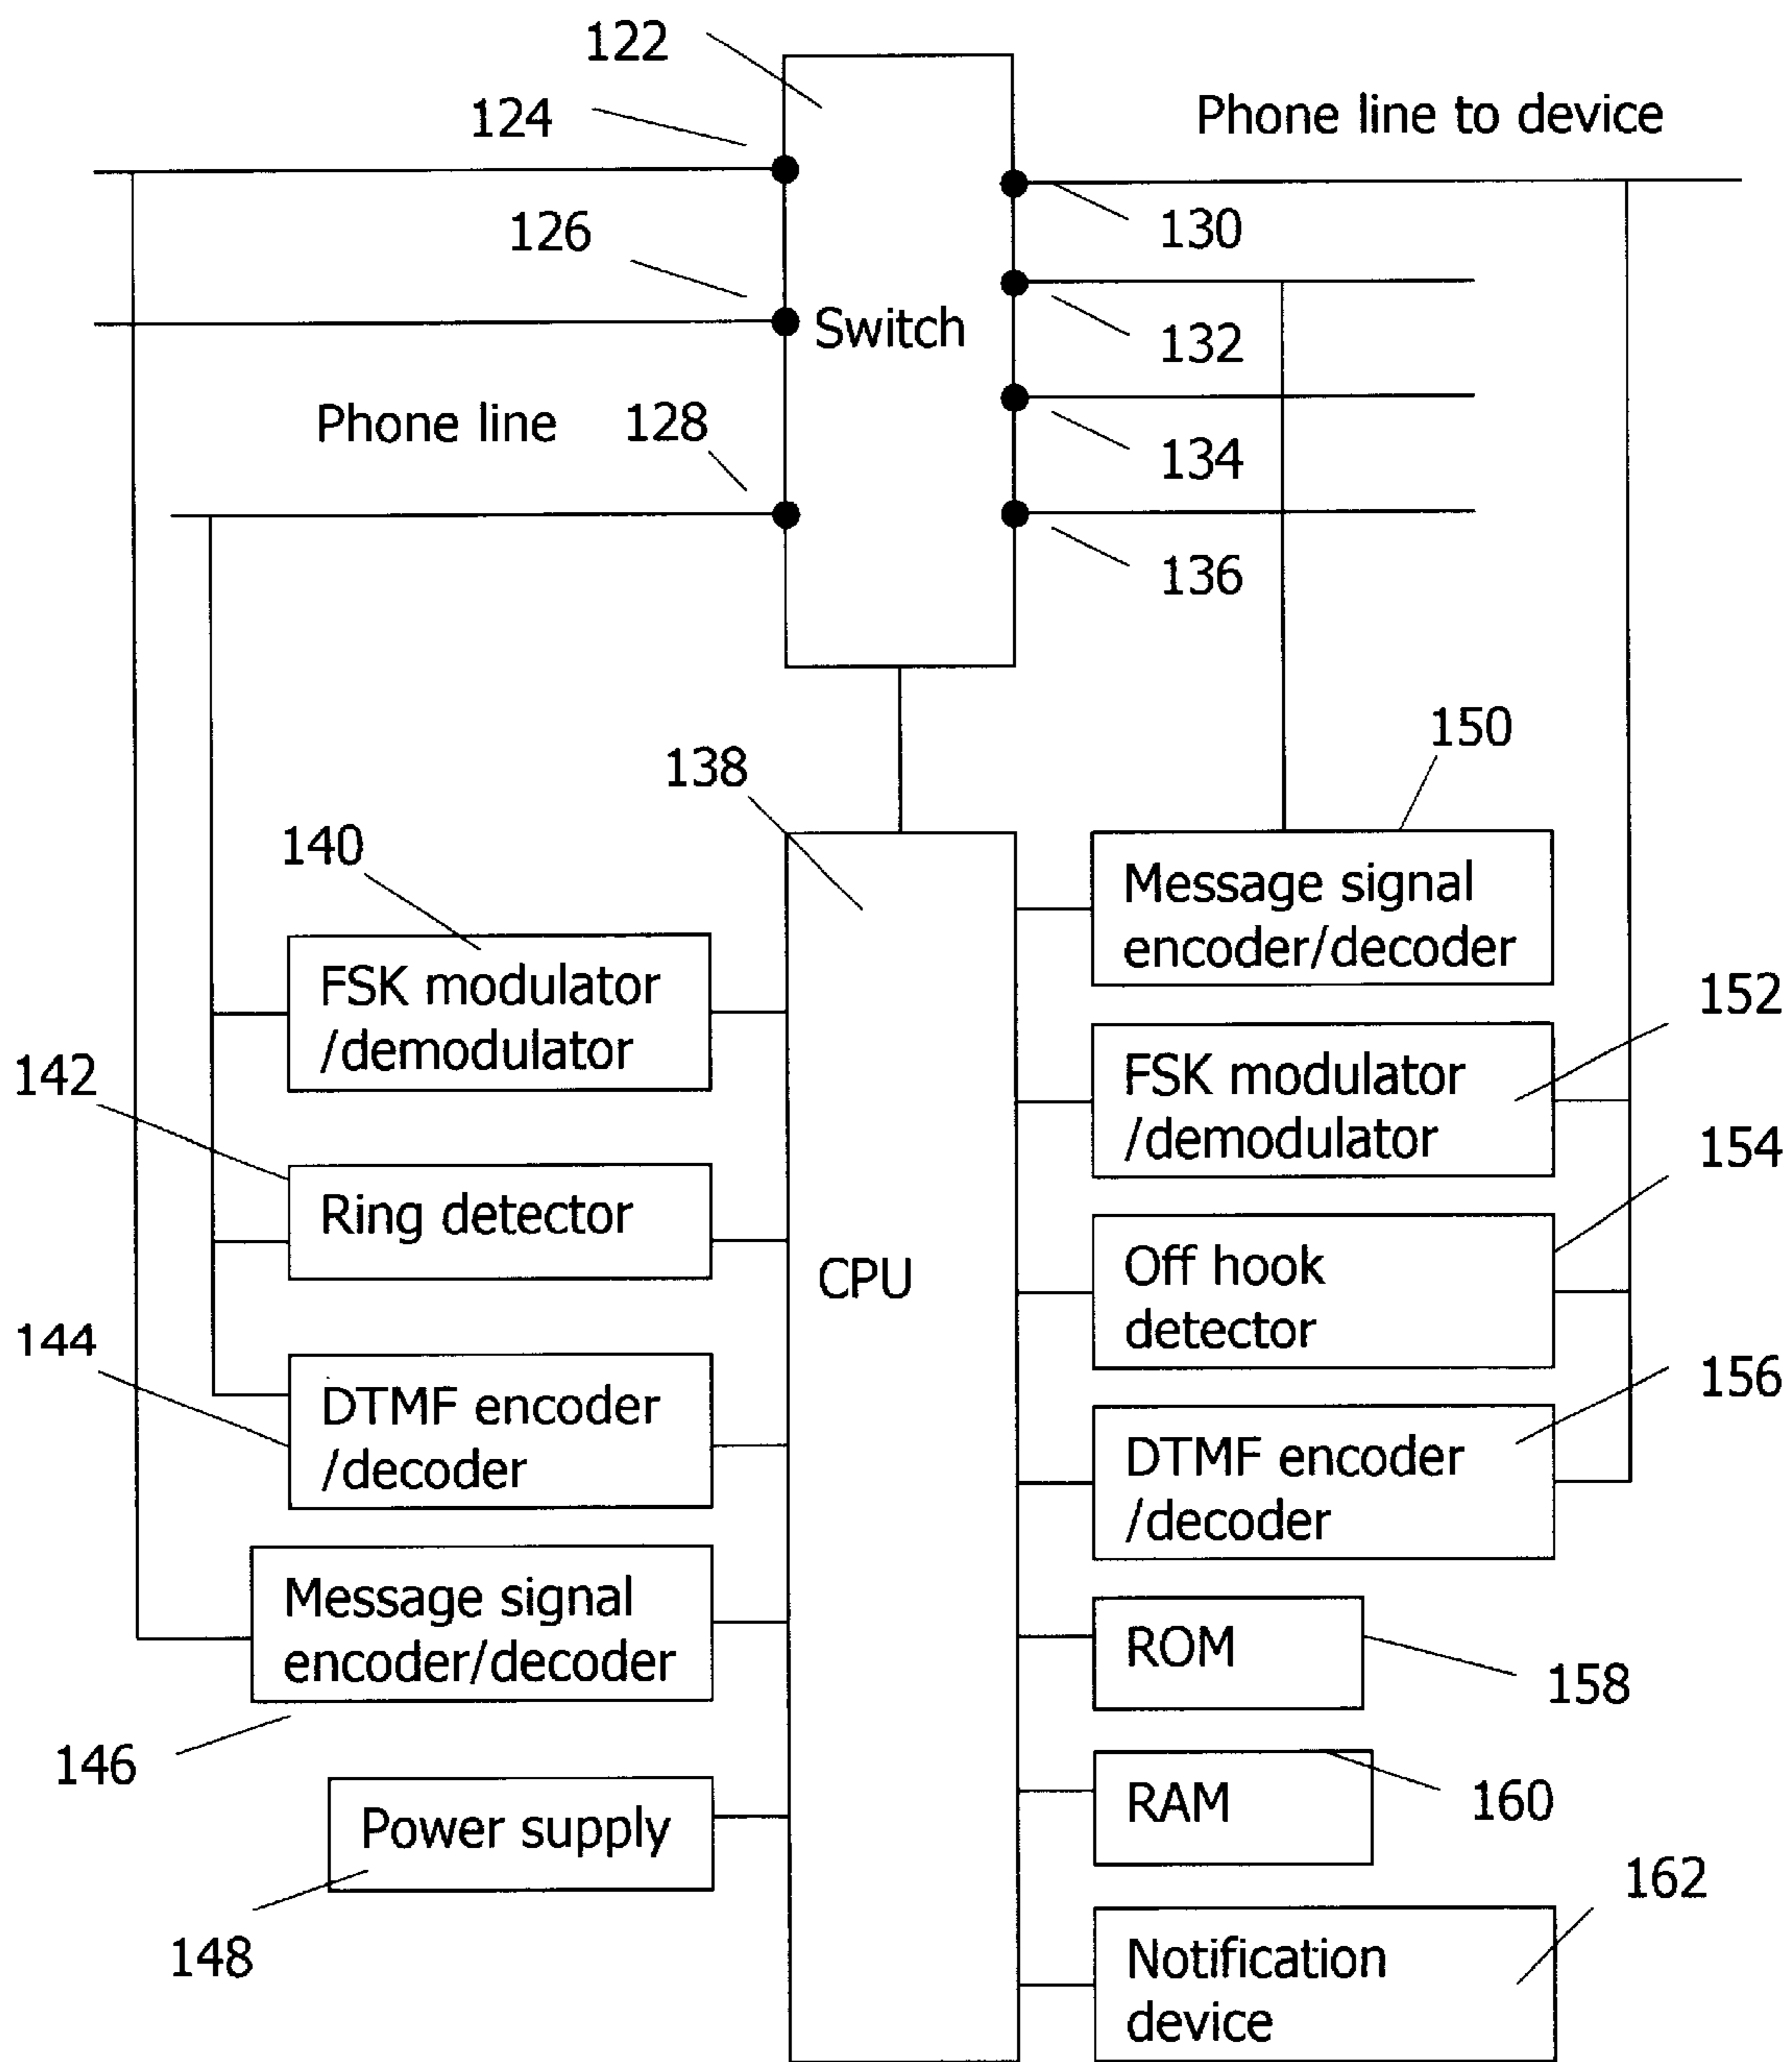 122
124
Phone line to device
126
130
Switch
132
Phone line
128
134
136
150
138
140
Message signal
encoder/decoder
FSK modulator
/demodulator
152
142
FSK modulator
/demodulator
154
Ring detector
CPU
Off hook
detector
144
156
DTMF encoder
/decoder
DTMF encoder
/decoder
Message signal
encoder/decoder
ROM
158
146
RAM
160
Power supply
162
148
Notification
device